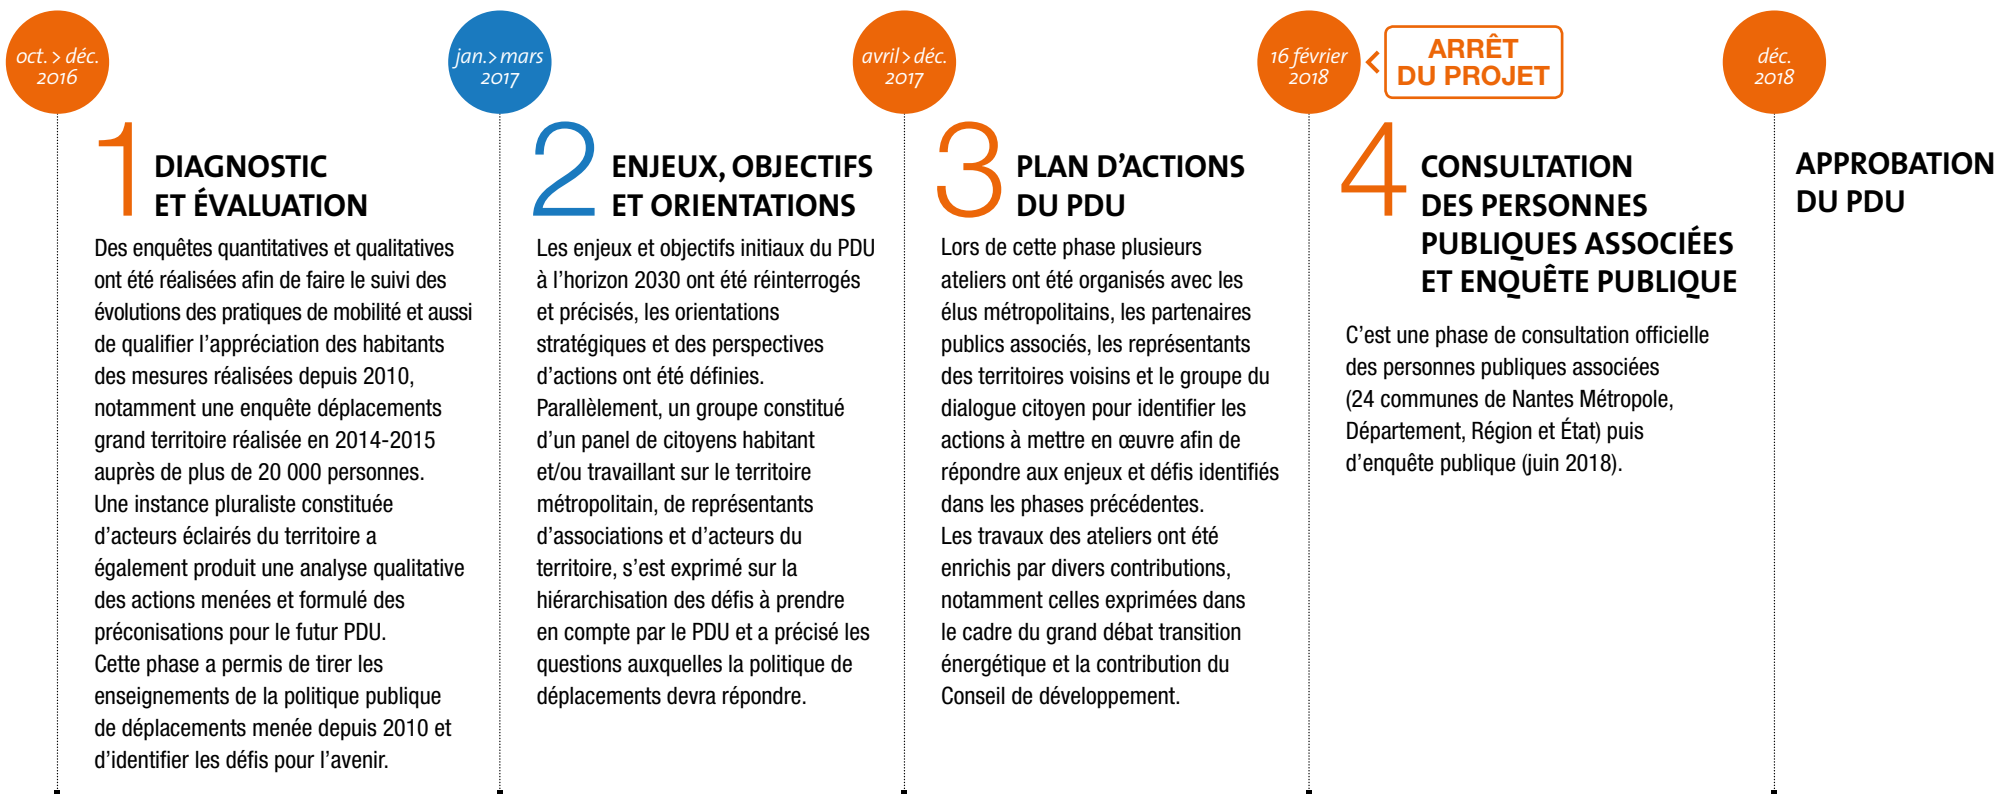 oct. > déc.
2016
1
DIAGNOSTIC
ET ÉVALUATION
Des enquêtes quantitatives et qualitatives
ont été réalisées afin de faire le suivi des
évolutions des pratiques de mobilité et aussi
de qualifier l’appréciation des habitants
des mesures réalisées depuis 2010,
notamment une enquête déplacements
grand territoire réalisée en 2014-2015
auprès de plus de 20 000 personnes.
Une instance pluraliste constituée
d’acteurs éclairés du territoire a
également produit une analyse qualitative
des actions menées et formulé des
préconisations pour le futur PDU.
Cette phase a permis de tirer les
enseignements de la politique publique
de déplacements menée depuis 2010 et
d’identifier les défis pour l’avenir.
jan.> mars
2017
2
ENJEUX, OBJECTIFS
ET ORIENTATIONS
Les enjeux et objectifs initiaux du PDU
à l’horizon 2030 ont été réinterrogés
et précisés, les orientations
stratégiques et des perspectives
d’actions ont été définies.
Parallèlement, un groupe constitué
d’un panel de citoyens habitant
et/ou travaillant sur le territoire
métropolitain, de représentants
d’associations et d’acteurs du
territoire, s’est exprimé sur la
hiérarchisation des défis à prendre
en compte par le PDU et a précisé les
questions auxquelles la politique de
déplacements devra répondre.
avril > déc.
2017
3
PLAN D’ACTIONS
DU PDU
Lors de cette phase plusieurs
ateliers ont été organisés avec les
élus métropolitains, les partenaires
publics associés, les représentants
des territoires voisins et le groupe du
dialogue citoyen pour identifier les
actions à mettre en œuvre afin de
répondre aux enjeux et défis identifiés
dans les phases précédentes.
Les travaux des ateliers ont été
enrichis par divers contributions,
notamment celles exprimées dans
le cadre du grand débat transition
énergétique et la contribution du
Conseil de développement.
16 février
2018
ARRÊT
DU PROJET
4
CONSULTATION
DES PERSONNES
PUBLIQUES ASSOCIÉES
ET ENQUÊTE PUBLIQUE
C’est une phase de consultation officielle
des personnes publiques associées
(24 communes de Nantes Métropole,
Département, Région et État) puis
d’enquête publique (juin 2018).
déc.
2018
APPROBATION
DU PDU